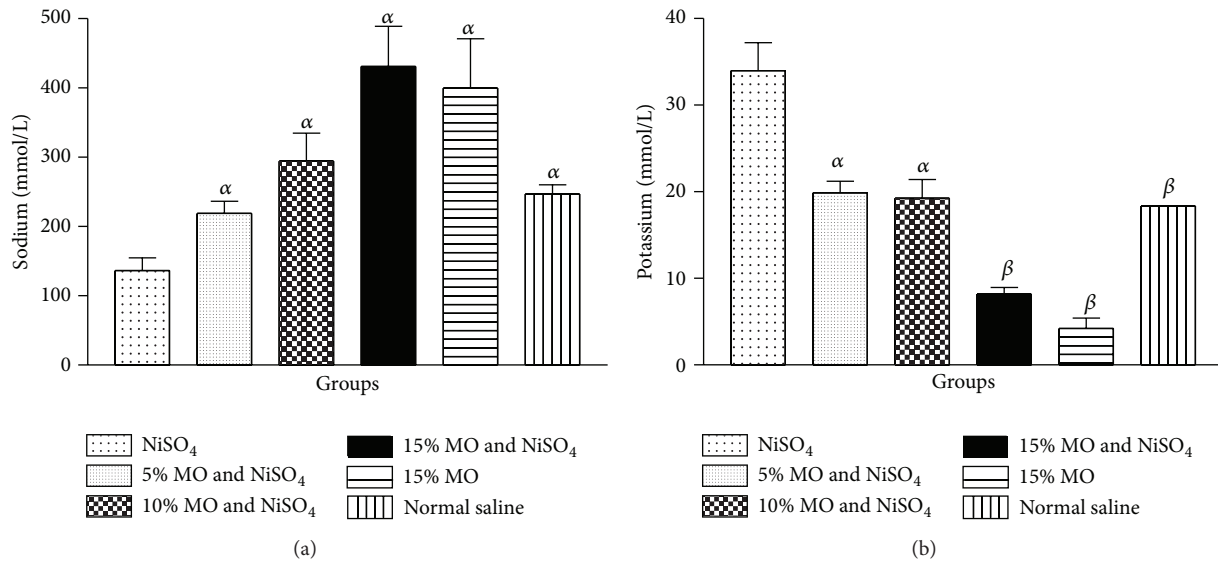 500
400
300
200
100
0
Sodium (mmol/L)
α
α
α
α
α
Groups
NiSO₄
5% MO and NiSO₄
10% MO and NiSO₄
15% MO and NiSO₄
15% MO
Normal saline
(a)
40
30
20
10
0
Potassium (mmol/L)
α
α
β
β
β
Groups
NiSO₄
5% MO and NiSO₄
10% MO and NiSO₄
15% MO and NiSO₄
15% MO
Normal saline
(b)